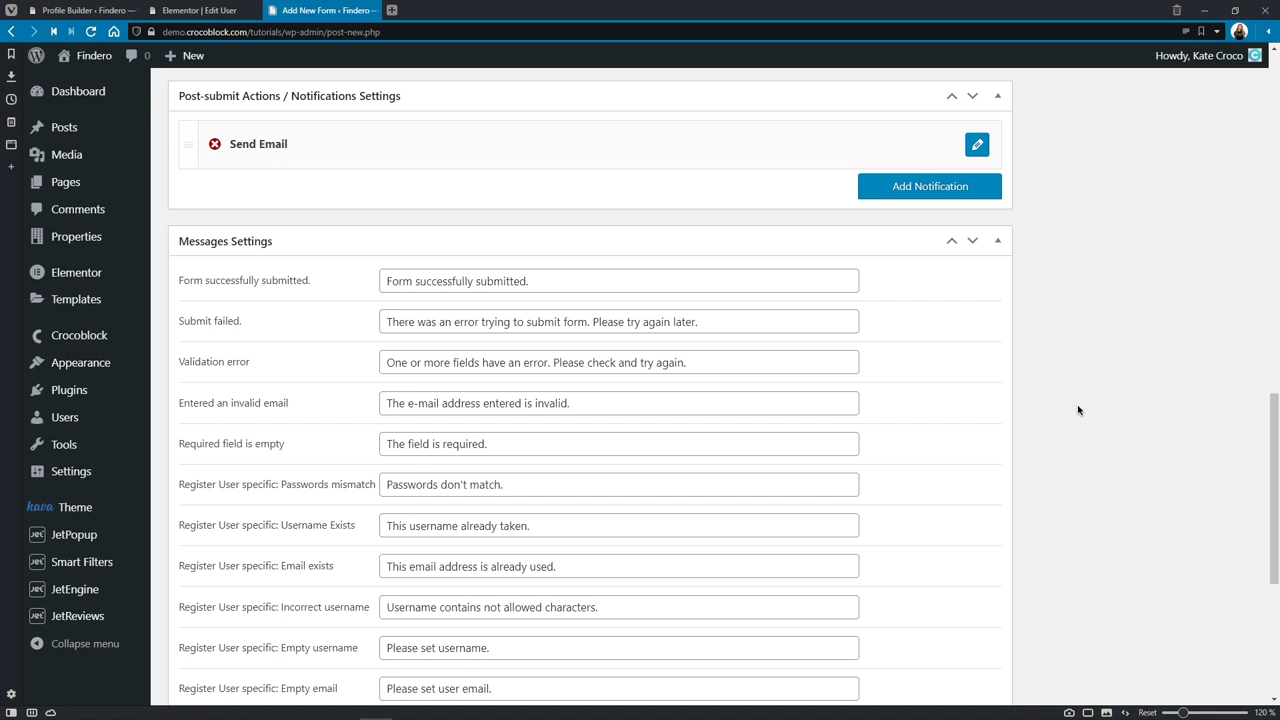 Profile Builder ‹ Findero —
Elementor | Edit User
Add New Form ‹ Findero —
demo.crocoblock.com/tutorials/wp-admin/post-new.php
Findero
0
New
Howdy, Kate Croco
Dashboard
Posts
Media
Pages
Comments
Properties
Elementor
Templates
Crocoblock
Appearance
Plugins
Users
Tools
Settings
kava Theme
JetPopup
Smart Filters
JetEngine
JetReviews
Collapse menu
Post-submit Actions / Notifications Settings
Send Email
Add Notification
Messages Settings
Form successfully submitted. Form successfully submitted.
Submit failed. There was an error trying to submit form. Please try again later.
Validation error One or more fields have an error. Please check and try again.
Entered an invalid email The e-mail address entered is invalid.
Required field is empty The field is required.
Register User specific: Passwords mismatch Passwords don't match.
Register User specific: Username Exists This username already taken.
Register User specific: Email exists This email address is already used.
Register User specific: Incorrect username Username contains not allowed characters.
Register User specific: Empty username Please set username.
Register User specific: Empty email Please set user email.
Reset 120 %